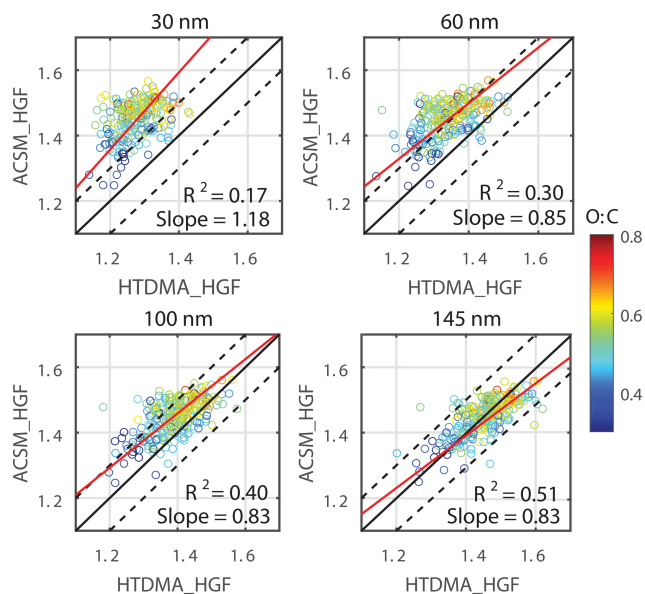 30 nm
60 nm
1.6
1.4
1.2
ACSM_HGF
R² = 0.17
Slope = 1.18
1.2 1.4 1.6
HTDMA_HGF
1.6
1.4
1.2
ACSM_HGF
R² = 0.30
Slope = 0.85
1.2 1.4 1.6
HTDMA_HGF
O:C
0.8
0.6
0.4
100 nm
145 nm
1.6
1.4
1.2
ACSM_HGF
R² = 0.40
Slope = 0.83
1.2 1.4 1.6
HTDMA_HGF
1.6
1.4
1.2
ACSM_HGF
R² = 0.51
Slope = 0.83
1.2 1.4 1.6
HTDMA_HGF